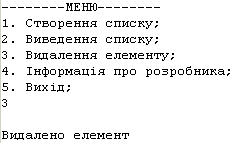 --------МЕНЮ--------
1. Створення списку;
2. Виведення списку;
3. Видалення елементу;
4. Інформація про розробника;
5. Вихід;
3
Видалено елемент